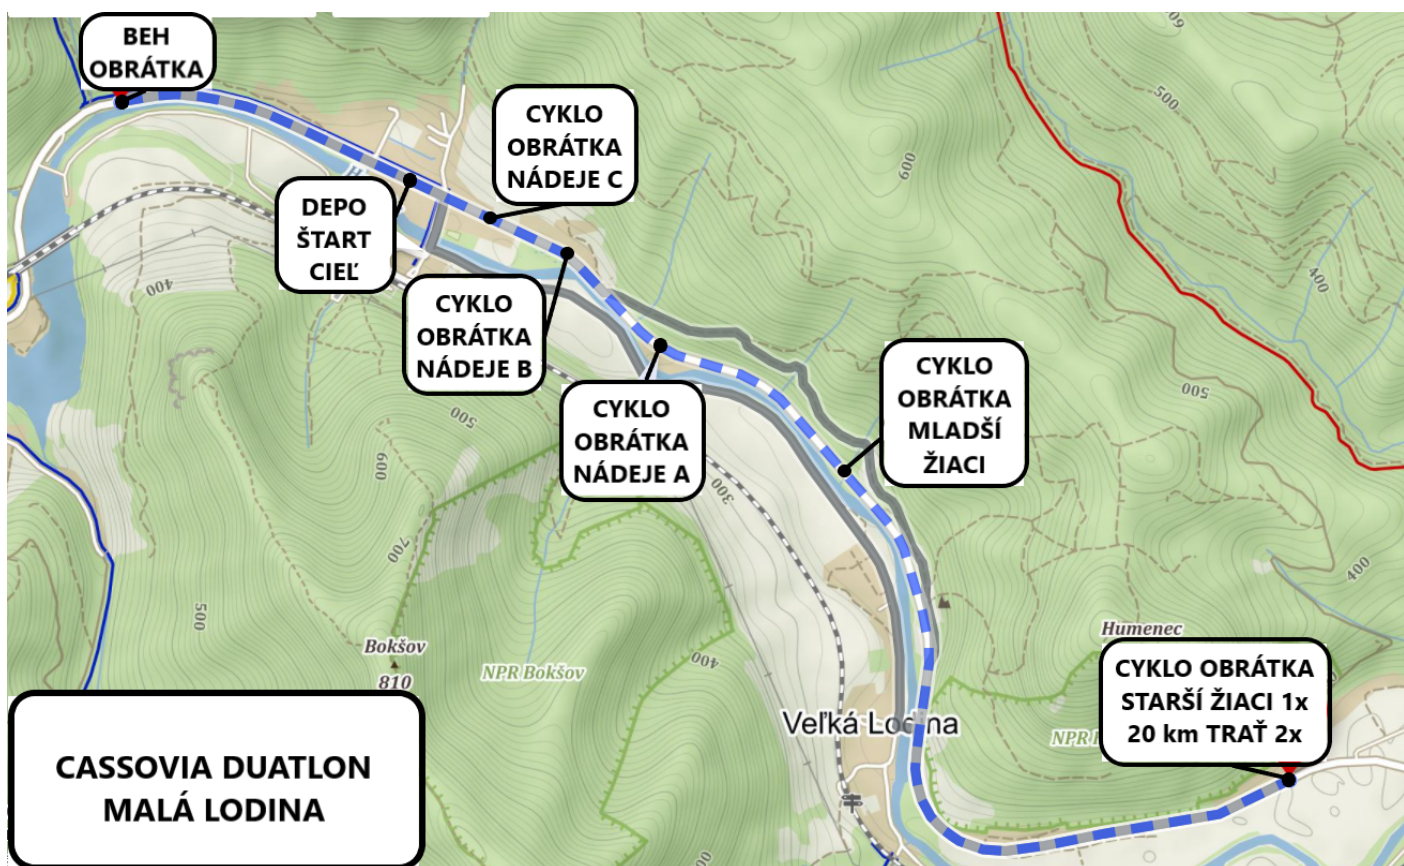 BEH
OBRÁTKA
CYKLO
OBRÁTKA
NÁDEJE C
DEPO
ŠTART
CIEĽ
CYKLO
OBRÁTKA
NÁDEJE B
CYKLO
OBRÁTKA
NÁDEJE A
CYKLO
OBRÁTKA
MLADŠÍ
ŽIACI
CYKLO OBRÁTKA
STARŠÍ ŽIACI 1x
20 km TRAŤ 2x
CASSOVIA DUATLON
MALÁ LODINA
Veľká Lodina
Humenec
NPR
Bokšov
810
NPR Bokšov
500
600
400
500
400
400
500
600
700
300
500
400